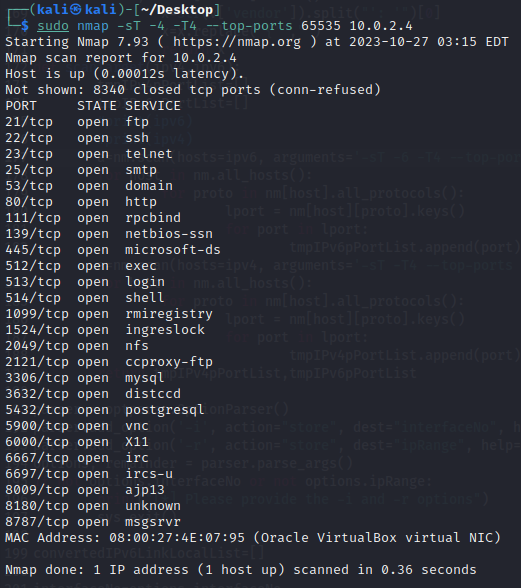 ┌──(kali㉿kali)-[~/Desktop]
└─$ sudo nmap -sT -4 -T4 --top-ports 65535 10.0.2.4
Starting Nmap 7.93 ( https://nmap.org ) at 2023-10-27 03:15 EDT
Nmap scan report for 10.0.2.4
Host is up (0.00012s latency).
Not shown: 8340 closed tcp ports (conn-refused)
PORT     STATE SERVICE
21/tcp   open  ftp
22/tcp   open  ssh
23/tcp   open  telnet
25/tcp   open  smtp
53/tcp   open  domain
80/tcp   open  http
111/tcp  open  rpcbind
139/tcp  open  netbios-ssn
445/tcp  open  microsoft-ds
512/tcp  open  exec
513/tcp  open  login
514/tcp  open  shell
1099/tcp open  rmiregistry
1524/tcp open  ingreslock
2049/tcp open  nfs
2121/tcp open  ccproxy-ftp
3306/tcp open  mysql
3632/tcp open  distccd
5432/tcp open  postgresql
5900/tcp open  vnc
6000/tcp open  X11
6667/tcp open  irc
6697/tcp open  ircs-u
8009/tcp open  ajp13
8180/tcp open  unknown
8787/tcp open  msgsrvr
MAC Address: 08:00:27:4E:07:95 (Oracle VirtualBox virtual NIC)

Nmap done: 1 IP address (1 host up) scanned in 0.36 seconds